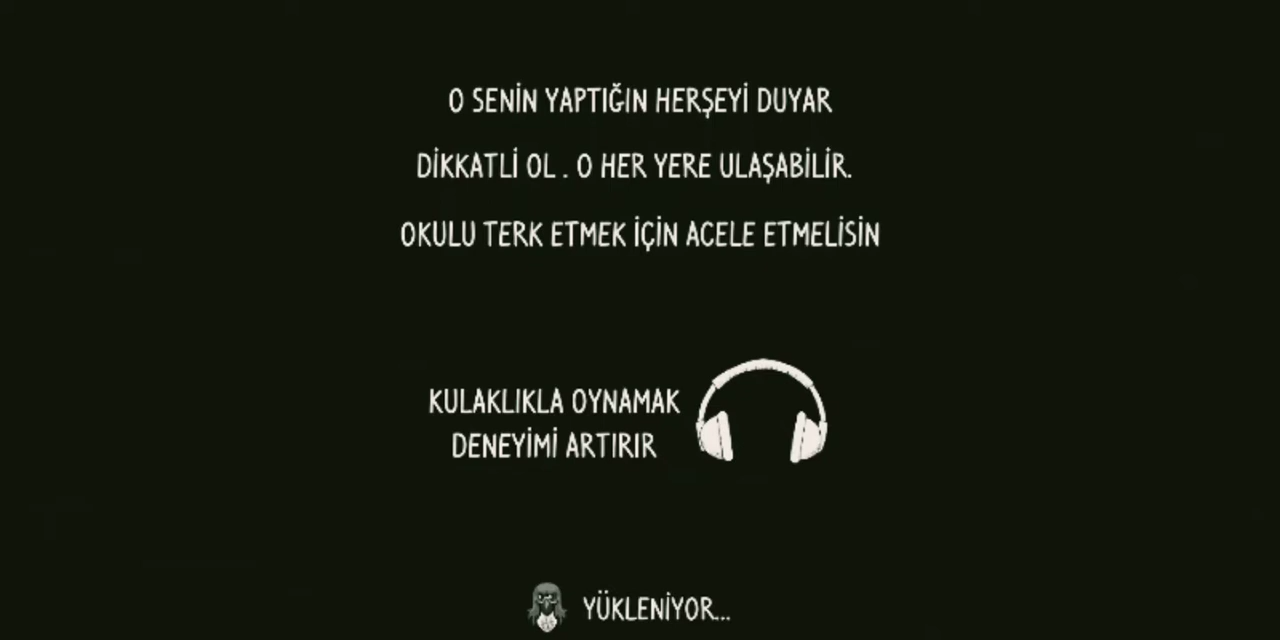 O SENİN YAPTIĞIN HERŞEYİ DUYAR
DİKKATLİ OL . O HER YERE ULAŞABİLİR.
OKULU TERK ETMEK İÇİN ACELE ETMELİSİN
KULAKLIKLA OYNAMAK
DENEYİMİ ARTIRIR
YÜKLENİYOR...